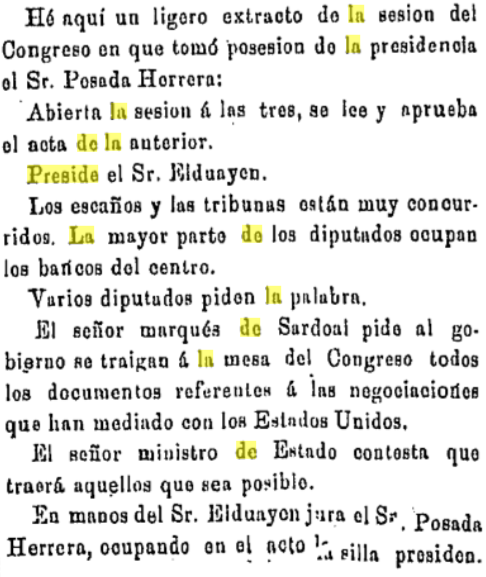 Hé aquí un ligero extracto de la sesion del
Congreso en que tomó posesion de la presidencia
el Sr. Posada Herrera:
Abierta la sesion á las tres, se lee y aprueba
el acta de la anterior.
Preside el Sr. Elduayen.
Los escaños y las tribunas están muy concur-
ridos. La mayor parte de los diputados ocupan
los bancos del centro.
Varios diputados piden la palabra.
El señor marqués de Sardoal pide al go-
bierno se traigan á la mesa del Congreso todos
los documentos referentes á las negociaciones
que han mediado con los Estados Unidos.
El señor ministro de Estado contesta que
traerá aquellos que sea posible.
En manos del Sr. Elduayen jura el Sr. Posada
Herrera, ocupando en el acto la silla presiden.